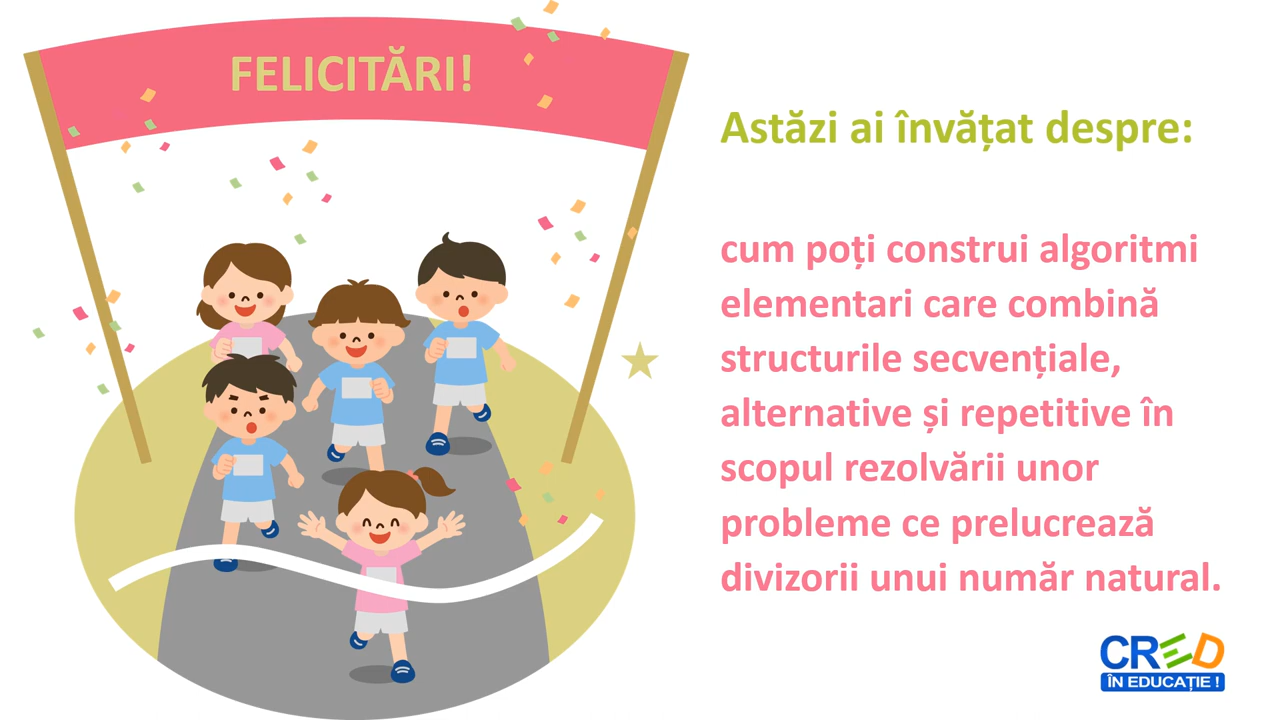 FELICITĂRI!
Astăzi ai învățat despre:
cum poți construi algoritmi
elementari care combină
structurile secvențiale,
alternative și repetitive în
scopul rezolvării unor
probleme ce prelucrează
divizorii unui număr natural.
CRED
ÎN EDUCAȚIE !